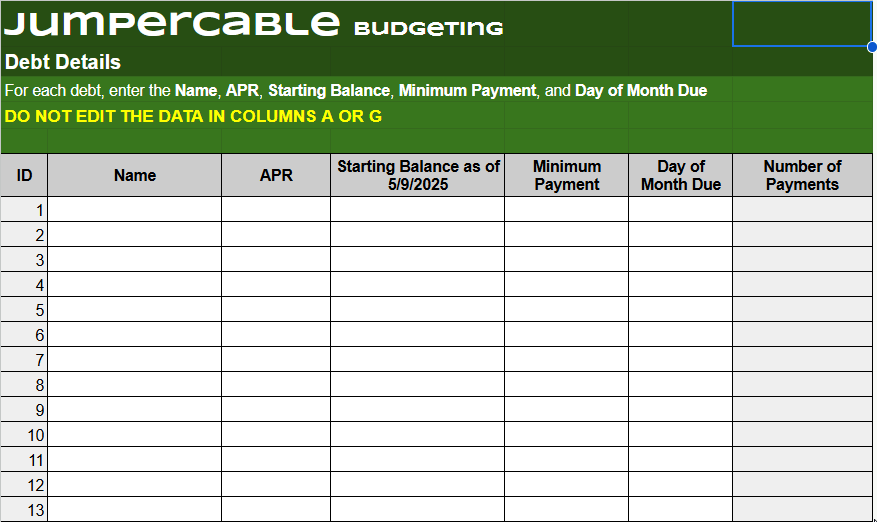 Jumpercable Budgeting
Debt Details
For each debt, enter the Name, APR, Starting Balance, Minimum Payment, and Day of Month Due
DO NOT EDIT THE DATA IN COLUMNS A OR G
ID Name APR Starting Balance as of 5/9/2025 Minimum Payment Day of Month Due Number of Payments
1
2
3
4
5
6
7
8
9
10
11
12
13